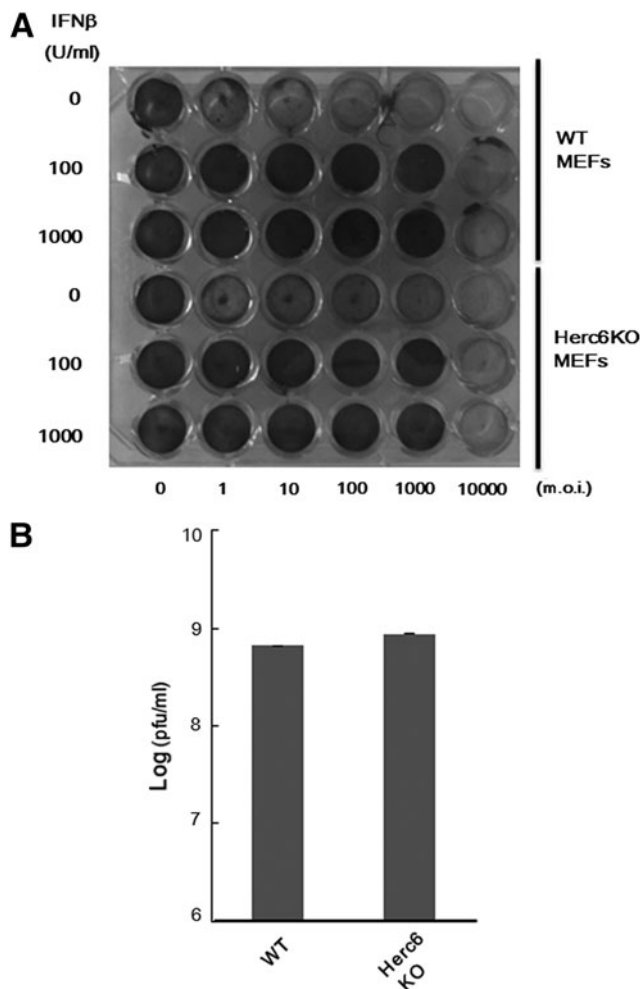 A
IFNβ
(U/ml)
0
100
1000
0
100
1000
WT
MEFs
Herc6KO
MEFs
0 1 10 100 1000 10000 (m.o.i.)
B
Log (pfu/ml)
10
9
8
7
6
WT
Herc6
KO